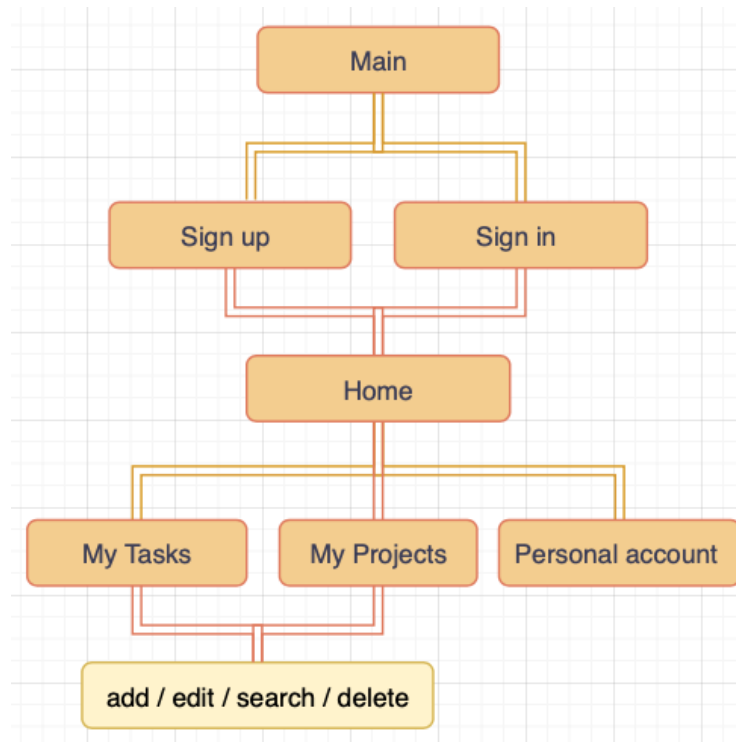 Main
Sign up
Sign in
Home
My Tasks
My Projects
Personal account
add / edit / search / delete